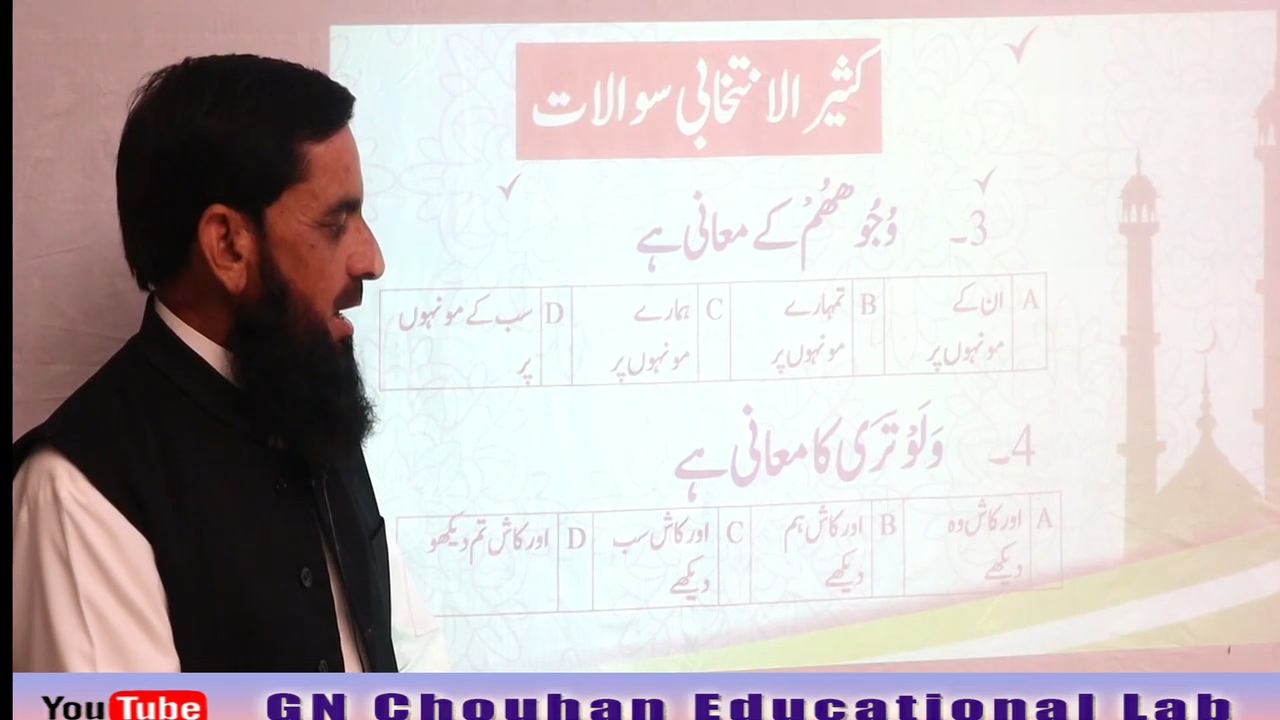 کثیر الانتخابی سوالات
3۔ وُجُوھَھُمْ کے معانی ہے
A ان کے مونہوں پر B تمہارے مونہوں پر C ہمارے مونہوں پر D سب کے مونہوں پر
4۔ وَلَوْ تَرَی کا معانی ہے
A اور کاش وہ دیکھے B اور کاش ہم دیکھے C اور کاش سب دیکھے D اور کاش تم دیکھو
YouTube GN Chouhan Educational Lab